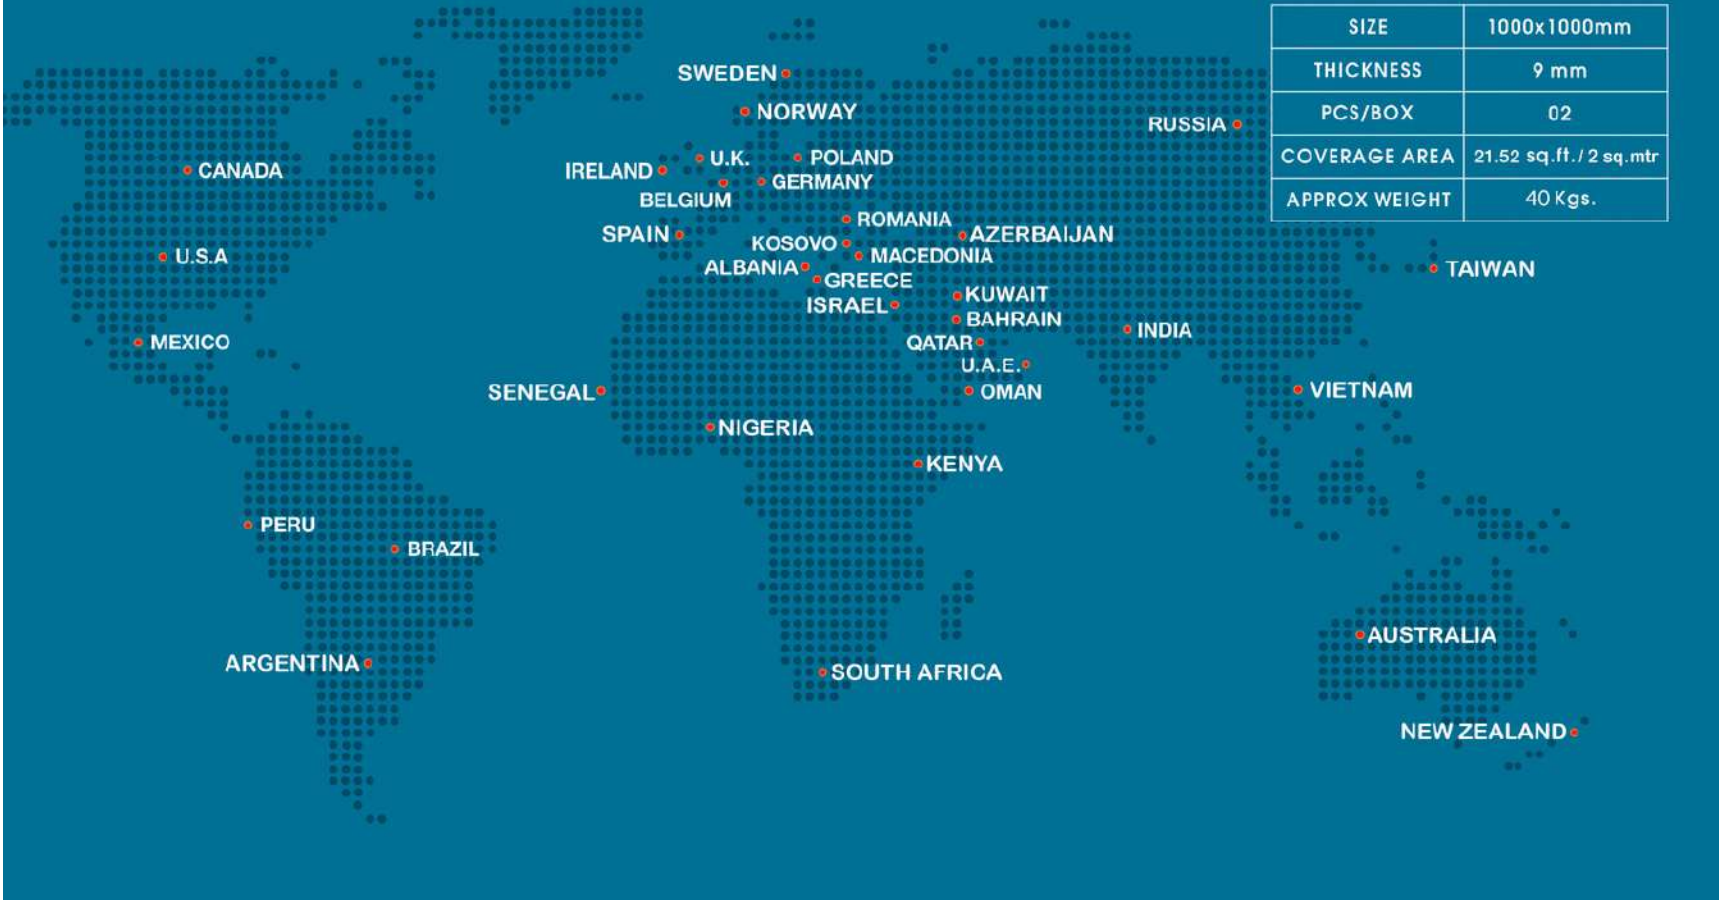 SIZE 1000x1000mm
THICKNESS 9 mm
PCS/BOX 02
COVERAGE AREA 21.52 sq.ft./ 2 sq.mtr
APPROX WEIGHT 40 Kgs.
SWEDEN
NORWAY
RUSSIA
U.K.
POLAND
CANADA
IRELAND
GERMANY
BELGIUM
ROMANIA
SPAIN
AZERBAIJAN
KOSOVO
U.S.A
MACEDONIA
ALBANIA
TAIWAN
GREECE
KUWAIT
ISRAEL
BAHRAIN
INDIA
MEXICO
QATAR
U.A.E.
SENEGAL
OMAN
VIETNAM
NIGERIA
KENYA
PERU
BRAZIL
AUSTRALIA
ARGENTINA
SOUTH AFRICA
NEW ZEALAND